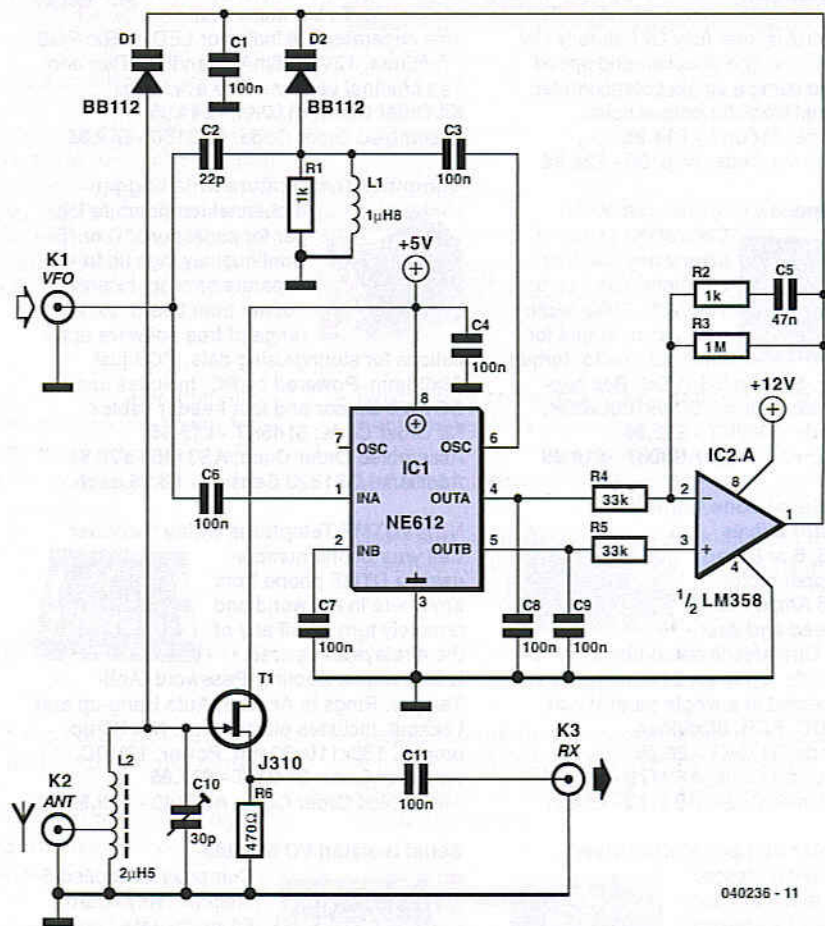 D1
C1
D2
100n
BB112
BB112
C2
22p
R1
1k
L1
1µH8
C3
100n
K1
VFO
+5V
R2
1k
C5
47n
R3
1M
C4
100n
+12V
8
7
OSC
OSC
6
IC1
C6
100n
1
INA
OUTA
4
R4
33k
IC2.A
2
8
1
NE612
2
INB
OUTB
5
R5
33k
3
4
3
1/2 LM358
C7
100n
C8
100n
C9
100n
T1
J310
K3
RX
C11
100n
K2
ANT
L2
2µH5
C10
30p
R6
470Ω
040236 - 11